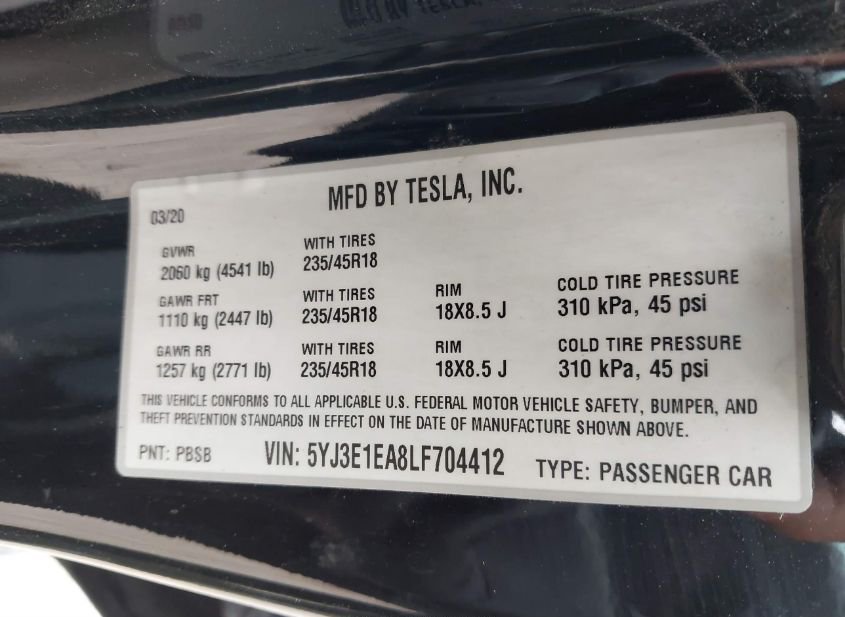 MFD BY TESLA, INC.
03/20
GVWR
2060 kg (4541 lb)
WITH TIRES
235/45R18
GAWR FRT
1110 kg (2447 lb)
WITH TIRES
235/45R18
RIM
18X8.5 J
COLD TIRE PRESSURE
310 kPa, 45 psi
GAWR RR
1257 kg (2771 lb)
WITH TIRES
235/45R18
RIM
18X8.5 J
COLD TIRE PRESSURE
310 kPa, 45 psi
THIS VEHICLE CONFORMS TO ALL APPLICABLE U.S. FEDERAL MOTOR VEHICLE SAFETY, BUMPER, AND
THEFT PREVENTION STANDARDS IN EFFECT ON THE DATE OF MANUFACTURE SHOWN ABOVE.
PNT: PBSB
VIN: 5YJ3E1EA8LF704412
TYPE: PASSENGER CAR